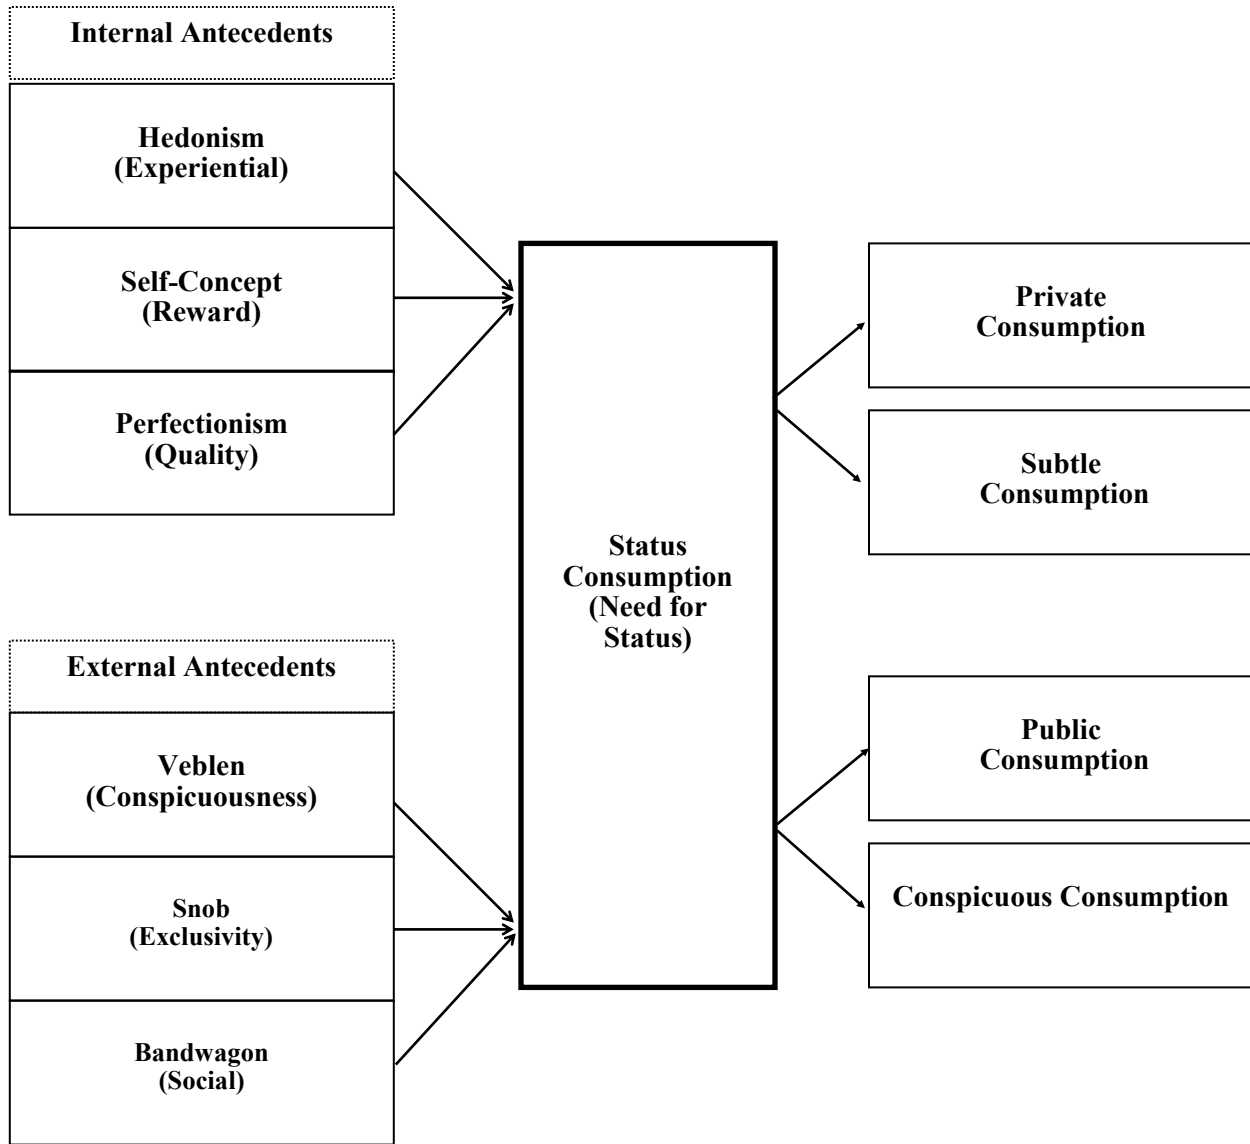 Internal Antecedents
Hedonism
(Experiential)
Self-Concept
(Reward)
Perfectionism
(Quality)
External Antecedents
Veblen
(Conspicuousness)
Snob
(Exclusivity)
Bandwagon
(Social)
Status
Consumption
(Need for
Status)
Private
Consumption
Subtle
Consumption
Public
Consumption
Conspicuous Consumption